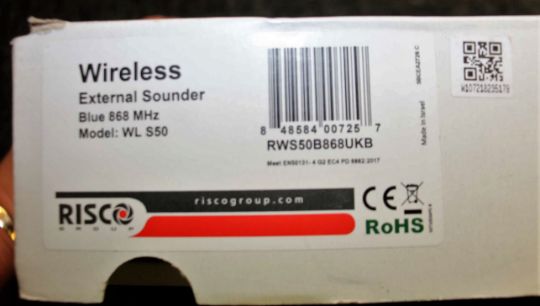 Wireless
External Sounder
Blue 868 MHz
Model: WL S50
8 48584 00725 7
RWS50B868UKB
Meet EN50131-4 G2 EC4 PD 6662:2017
Made in Israel
W107218235179
riscogroup.com
RISCO
GROUP
CE
RoHS